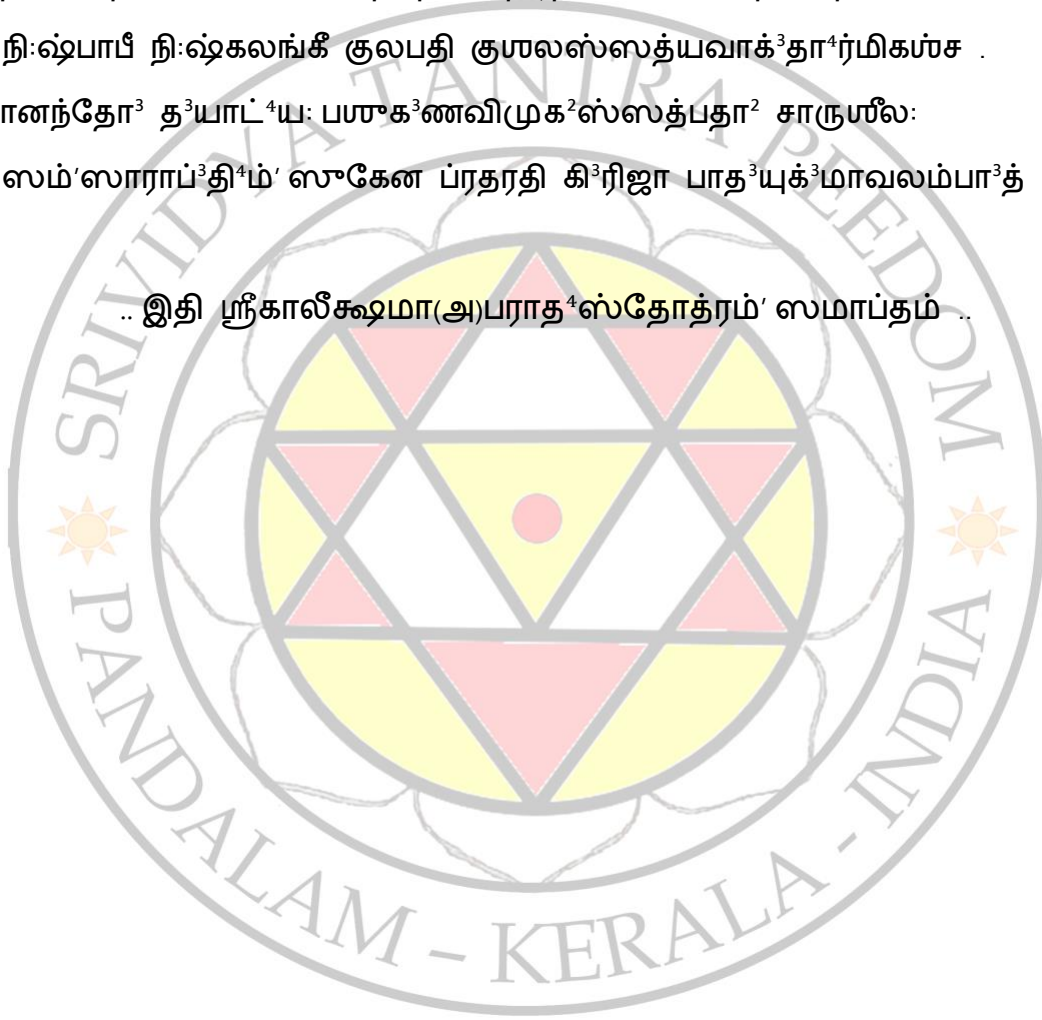 நி꞉ஷ்பாபீ நி꞉ஷ்கலங்கீ குலபதி குஶலஸ்ஸத்யவாக்³தா⁴ர்மிகஶ்ச .
னந்தோ³ த³யாட்⁴ய꞉ பஶுக³ணவிமுக²ஸ்ஸத்பதா² சாருஶீல꞉
ஸம்ʼஸாராப்³தி⁴ம்ʼ ஸுகேன ப்ரதரதி கி³ரிஜா பாத³யுக்³மாவலம்பா³த்
.. இதி ஶ்ரீகாலீக்ஷமா(அ)பராத⁴ஸ்தோத்ரம்ʼ ஸமாப்தம் ..
SRIVIDYA TANTRA PEEDOM
PANDALAM – KERALA - INDIA